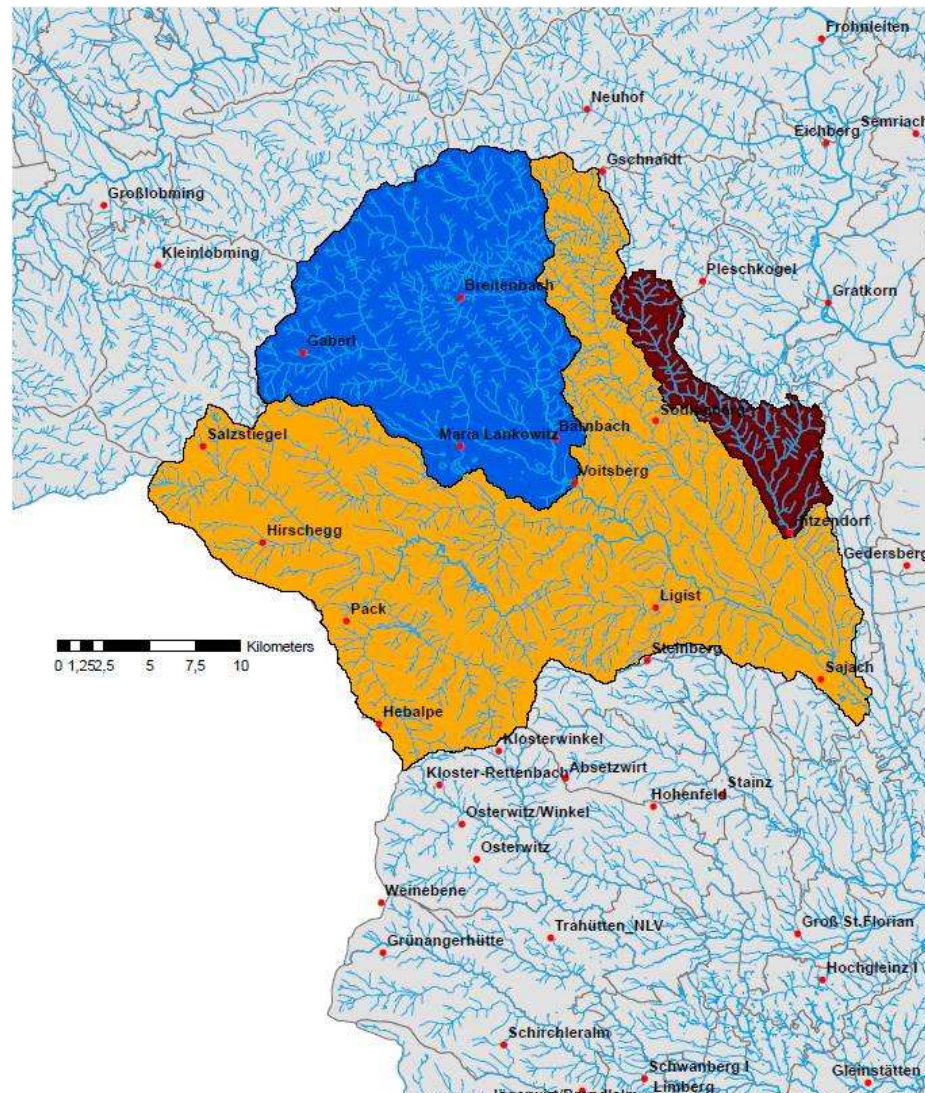 Frohnleiten
Neuhof
Semriach
Eichberg
Gschnaidt
Großlobming
Kleinlobming
Pleschkogel
Breitenbach
Gratkorn
Gaberl
Salzstiegel
Maria Lankowitz
Bärnbach
Voitsberg
Hirschegg
Gedersberg
Pack
Ligist
Kilometers
0 1,25 2,5 5 7,5 10
Steinberg
Sajach
Hebalpe
Klosterwinkel
Kloster-Rettenbach
Absetzwirt
Stainz
Hohenfeld
Osterwitz/Winkel
Osterwitz
Weinebene
Trahütten_NLV
Groß St.Florian
Grünangerhütte
Hochgleinz I
Schirchleralm
Schwanberg I
Gleinstätten
Limberg